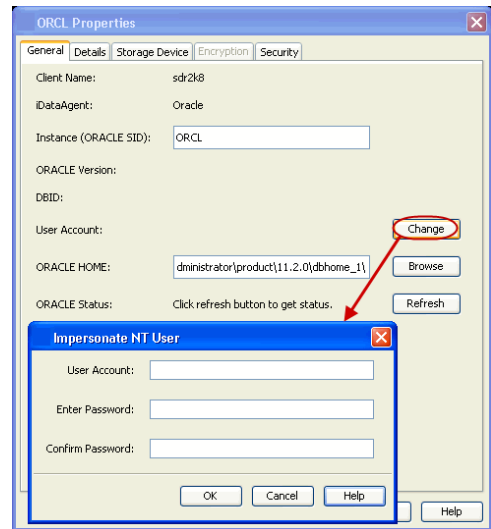 ORCL Properties
General Details Storage Device Encryption Security
Client Name: sdr2k8
iDataAgent: Oracle
Instance (ORACLE SID): ORCL
ORACLE Version:
DBID:
User Account: Change
ORACLE HOME: dministrator\product\11.2.0\dbhome_1\ Browse
ORACLE Status: Click refresh button to get status. Refresh
Impersonate NT User
User Account:
Enter Password:
Confirm Password:
OK Cancel Help
Help